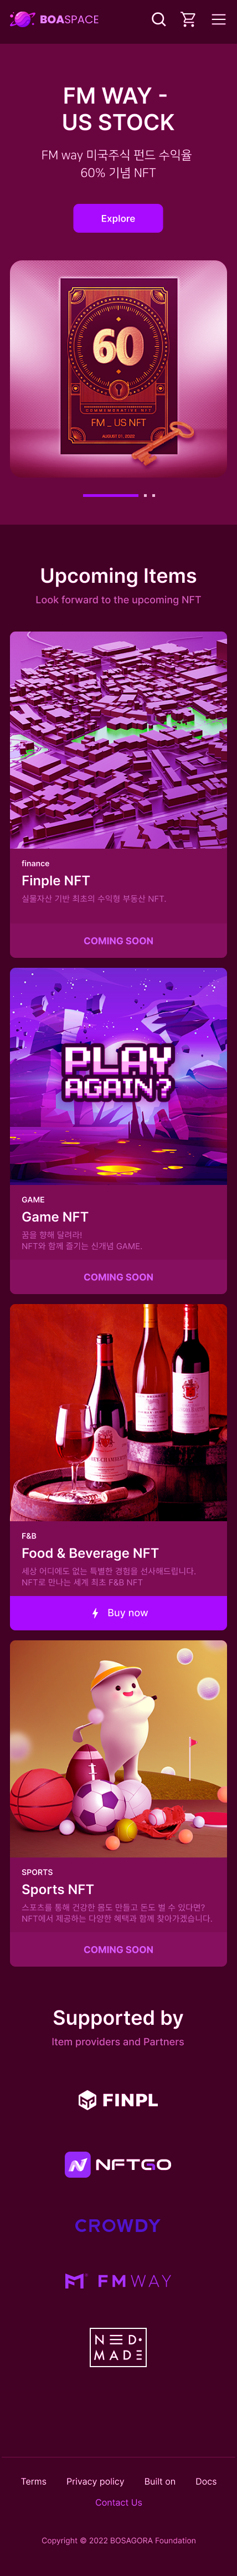 BOASPACE
FM WAY -
US STOCK
FM way 미국주식 펀드 수익율
60% 기념 NFT
Explore
60
COMMEMORATIVE NFT
FM _ US NFT
Upcoming Items
Look forward to the upcoming NFT
finance
Finple NFT
실물자산 기반 최초의 수익형 부동산 NFT.
COMING SOON
PLAY
AGAIN?
GAME
Game NFT
꿈을 향해 달려라!
NFT와 함께 즐기는 신개념 GAME.
COMING SOON
F&B
Food & Beverage NFT
세상 어디에도 없는 특별한 경험을 선사해드립니다.
NFT로 만나는 세계 최초 F&B NFT
Buy now
SPORTS
Sports NFT
스포츠를 통해 건강한 몸도 만들고 돈도 벌 수 있다면?
NFT에서 제공하는 다양한 혜택과 함께 찾아가겠습니다.
COMING SOON
Supported by
Item providers and Partners
FINPL
NFTGO
CROWDY
FMWAY
NEED.
MADE
Terms
Privacy policy
Built on
Docs
Contact Us
Copyright © 2022 BOSAGORA Foundation